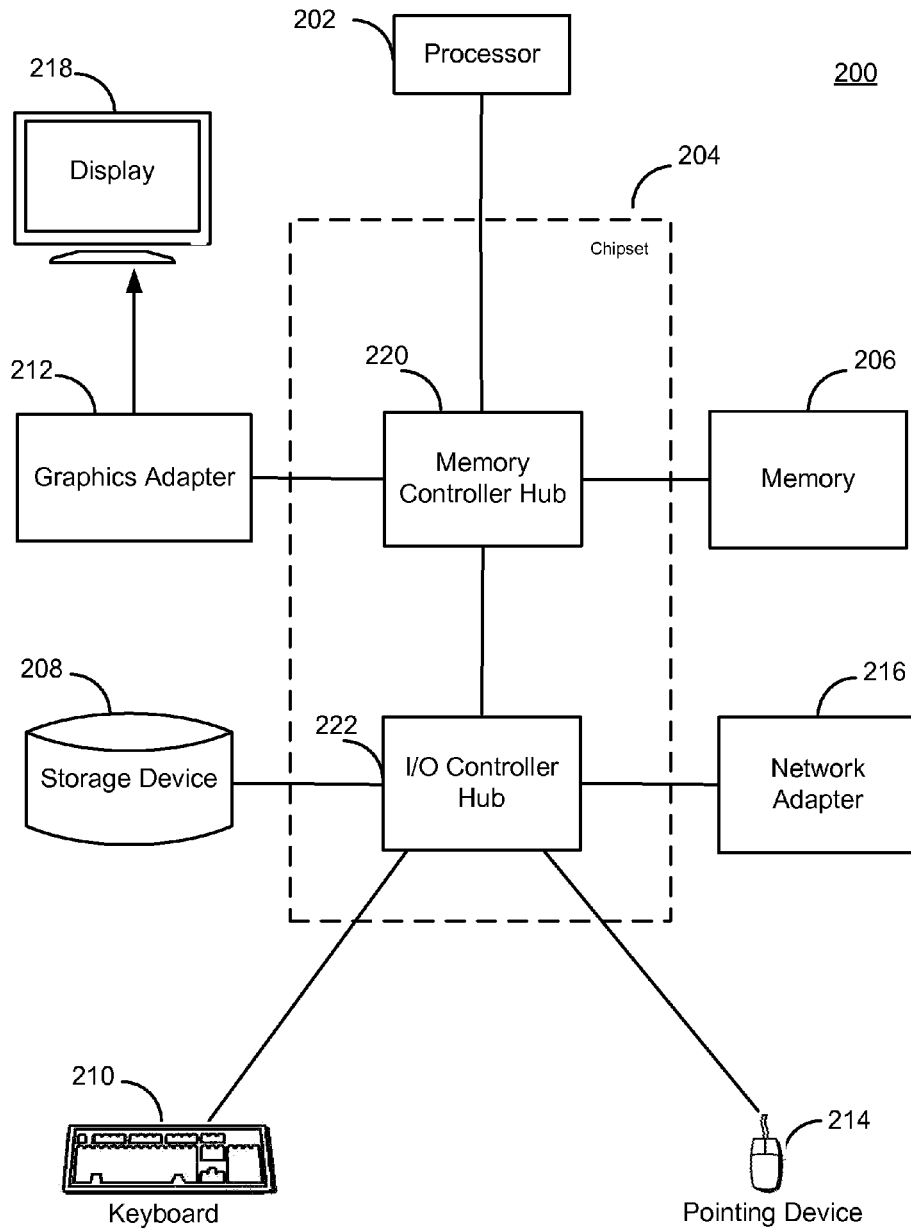 202
Processor
200
218
Display
204
Chipset
212
Graphics Adapter
220
Memory
Controller Hub
206
Memory
208
Storage Device
222
I/O Controller
Hub
216
Network
Adapter
210
Keyboard
214
Pointing Device